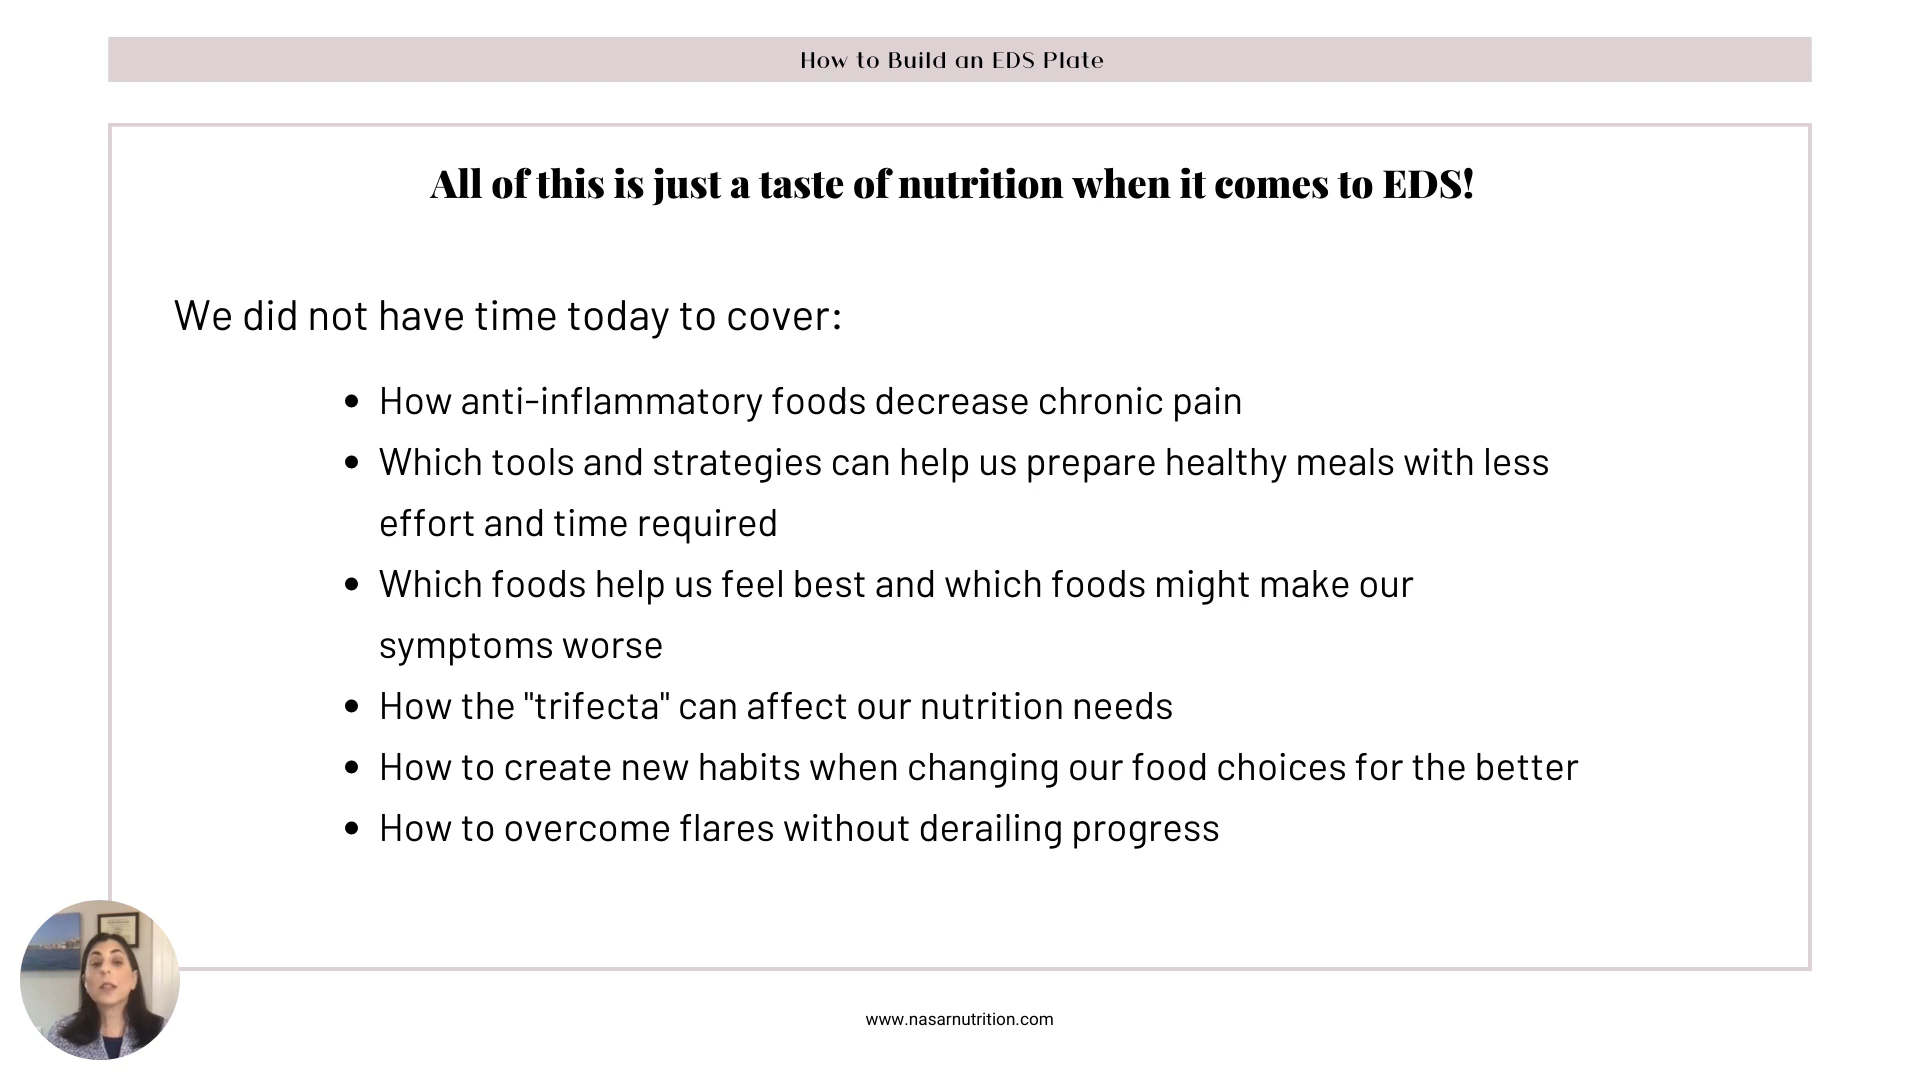 How to Build an EDS Plate
All of this is just a taste of nutrition when it comes to EDS!
We did not have time today to cover:
• How anti-inflammatory foods decrease chronic pain
• Which tools and strategies can help us prepare healthy meals with less
effort and time required
• Which foods help us feel best and which foods might make our
symptoms worse
• How the "trifecta" can affect our nutrition needs
• How to create new habits when changing our food choices for the better
• How to overcome flares without derailing progress
www.nasarnutrition.com